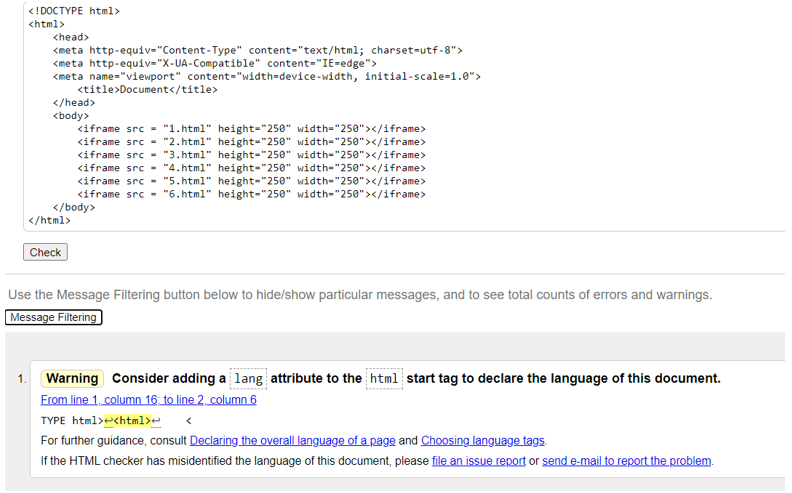 <!DOCTYPE html>
<html>
    <head>
    <meta http-equiv="Content-Type" content="text/html; charset=utf-8">
    <meta http-equiv="X-UA-Compatible" content="IE=edge">
    <meta name="viewport" content="width=device-width, initial-scale=1.0">
        <title>Document</title>
    </head>
    <body>
        <iframe src = "1.html" height="250" width="250"></iframe>
        <iframe src = "2.html" height="250" width="250"></iframe>
        <iframe src = "3.html" height="250" width="250"></iframe>
        <iframe src = "4.html" height="250" width="250"></iframe>
        <iframe src = "5.html" height="250" width="250"></iframe>
        <iframe src = "6.html" height="250" width="250"></iframe>
    </body>
</html>
Check
Use the Message Filtering button below to hide/show particular messages, and to see total counts of errors and warnings.
Message Filtering
1. Warning Consider adding a lang attribute to the html start tag to declare the language of this document.
From line 1, column 16; to line 2, column 6
TYPE html>↩<html>↩    <
For further guidance, consult Declaring the overall language of a page and Choosing language tags.
If the HTML checker has misidentified the language of this document, please file an issue report or send e-mail to report the problem.